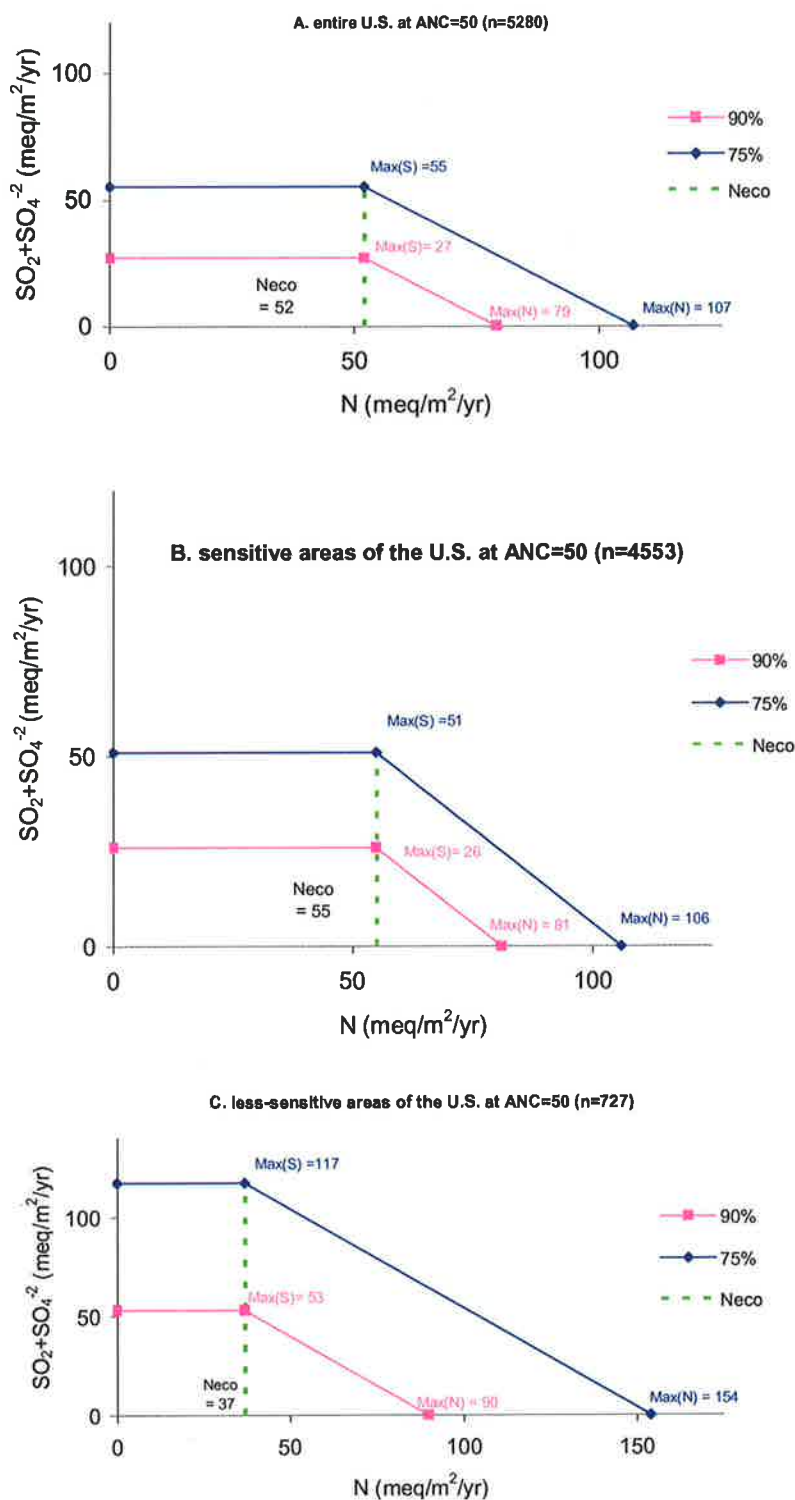 A. entire U.S. at ANC=50 (n=5280)
SO₂+SO₄⁻² (meq/m²/yr)
100
50
0
Max(S) =55
Max(S)= 27
Neco
= 52
Max(N) = 79
Max(N) = 107
90%
75%
Neco
0
50
100
N (meq/m²/yr)
B. sensitive areas of the U.S. at ANC=50 (n=4553)
SO₂+SO₄⁻² (meq/m²/yr)
100
50
0
Max(S) =51
Max(S)= 26
Neco
= 55
Max(N) = 81
Max(N) = 106
90%
75%
Neco
0
50
100
N (meq/m²/yr)
C. less-sensitive areas of the U.S. at ANC=50 (n=727)
SO₂+SO₄⁻² (meq/m²/yr)
100
50
0
Max(S) =117
Max(S)= 53
Neco
= 37
Max(N) = 90
Max(N) = 154
90%
75%
Neco
0
50
100
150
N (meq/m²/yr)